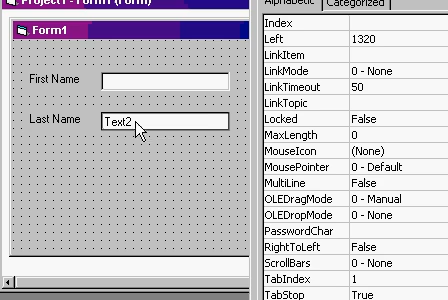 Project1 - Form1 (Form)
Form1
First Name
Last Name
Text2
Alphabetic
Categorized
Index
Left 1320
LinkItem
LinkMode 0 - None
LinkTimeout 50
LinkTopic
Locked False
MaxLength 0
MouseIcon (None)
MousePointer 0 - Default
MultiLine False
OLEDragMode 0 - Manual
OLEDropMode 0 - None
PasswordChar
RightToLeft False
ScrollBars 0 - None
TabIndex 1
TabStop True